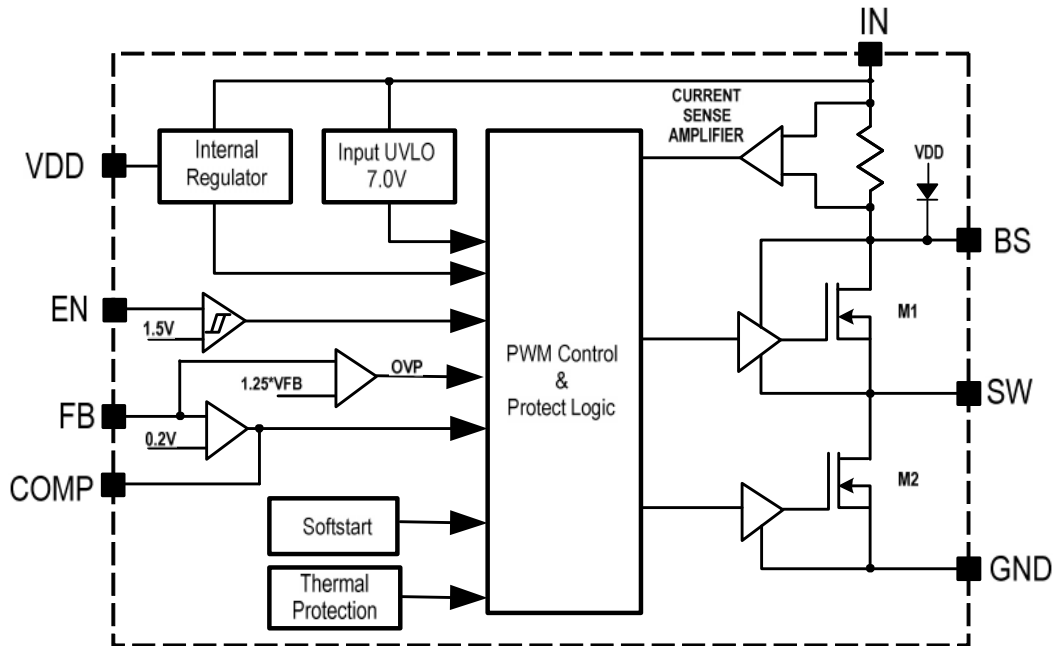 IN
CURRENT
SENSE
AMPLIFIER
VDD
Internal
Regulator
Input UVLO
7.0V
VDD
BS
EN
1.5V
M1
PWM Control
&
Protect Logic
OVP
1.25*VFB
FB
0.2V
SW
COMP
M2
Softstart
Thermal
Protection
GND